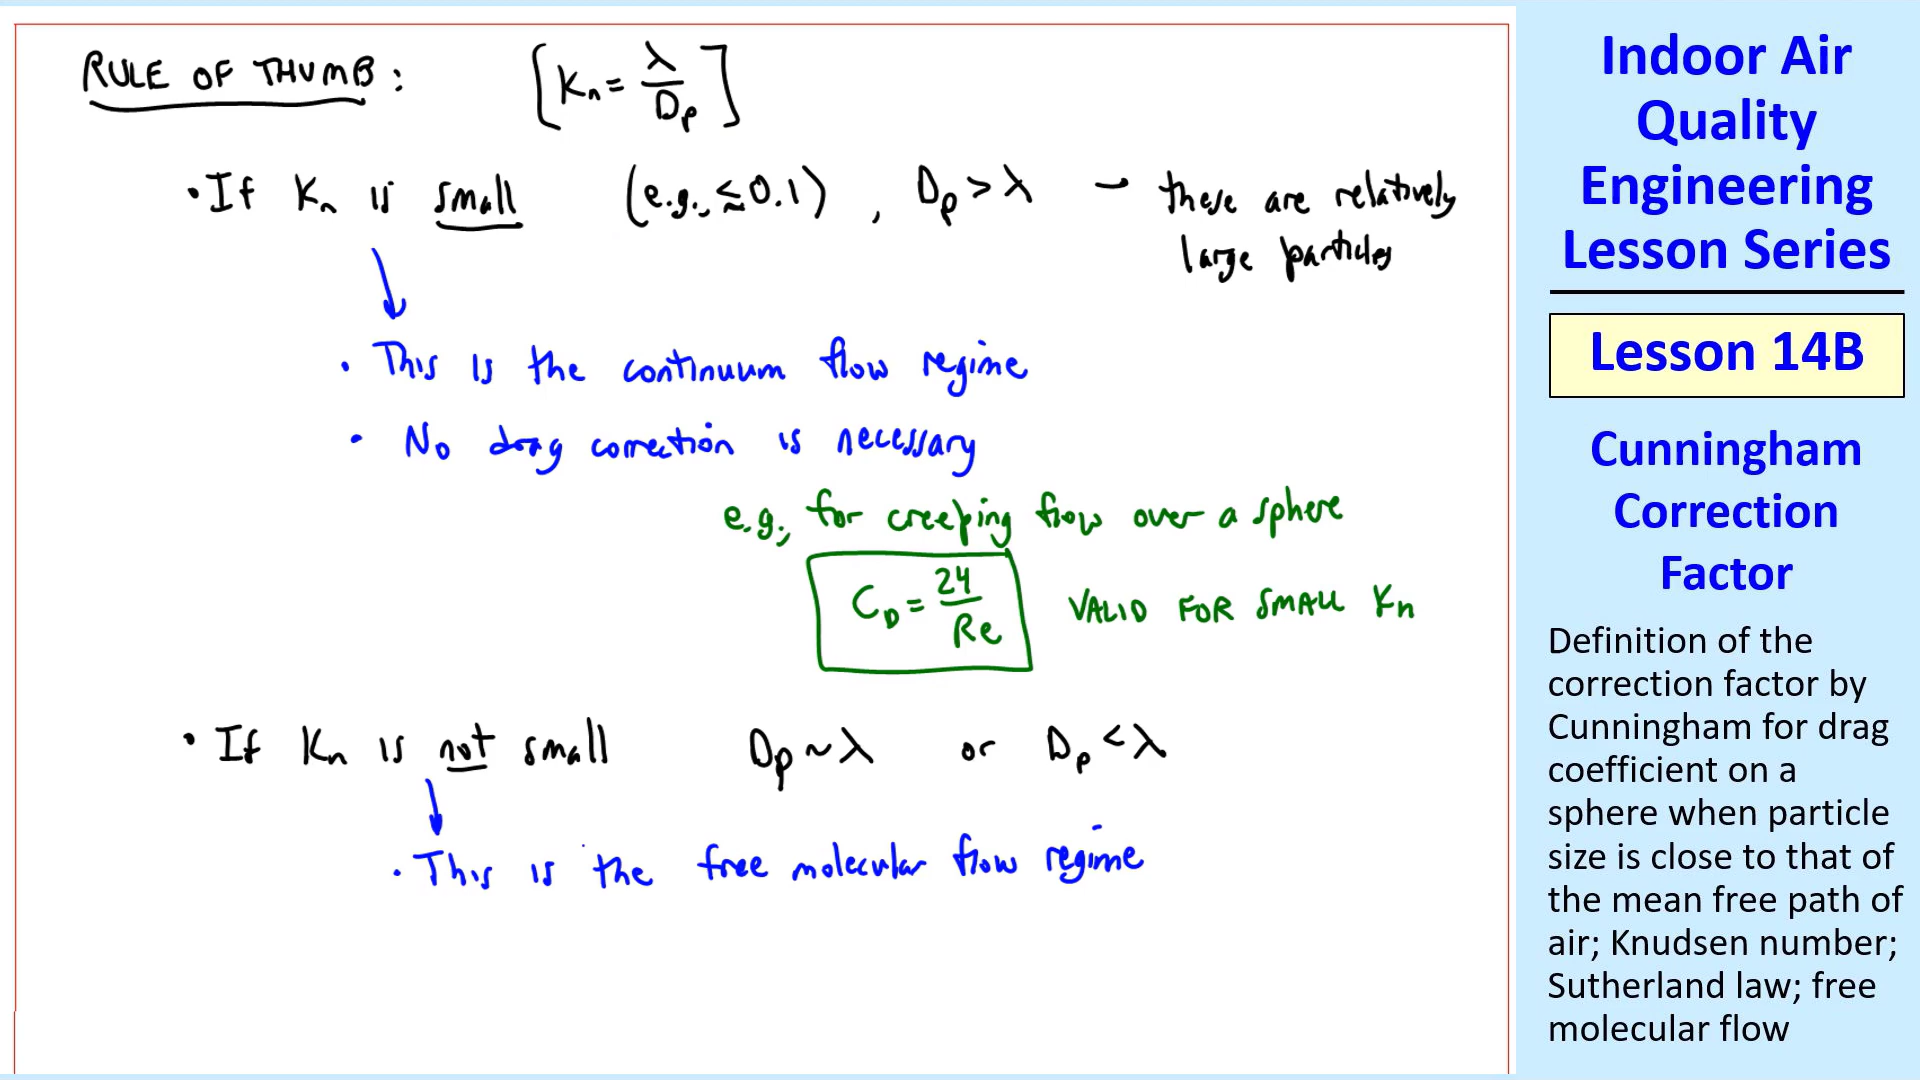 RULE OF THUMB: [Kn = λ/Dp]
• If Kn is small (e.g., ≲ 0.1), Dp > λ – these are relatively
large particles
• This is the continuum flow regime
• No drag correction is necessary
e.g., for creeping flow over a sphere
C_D = 24/Re VALID FOR SMALL Kn
• If Kn is not small Dp ~ λ or Dp < λ
• This is the free molecular flow regime
Indoor Air
Quality
Engineering
Lesson Series
Lesson 14B
Cunningham
Correction
Factor
Definition of the
correction factor by
Cunningham for drag
coefficient on a
sphere when particle
size is close to that of
the mean free path of
air; Knudsen number;
Sutherland law; free
molecular flow